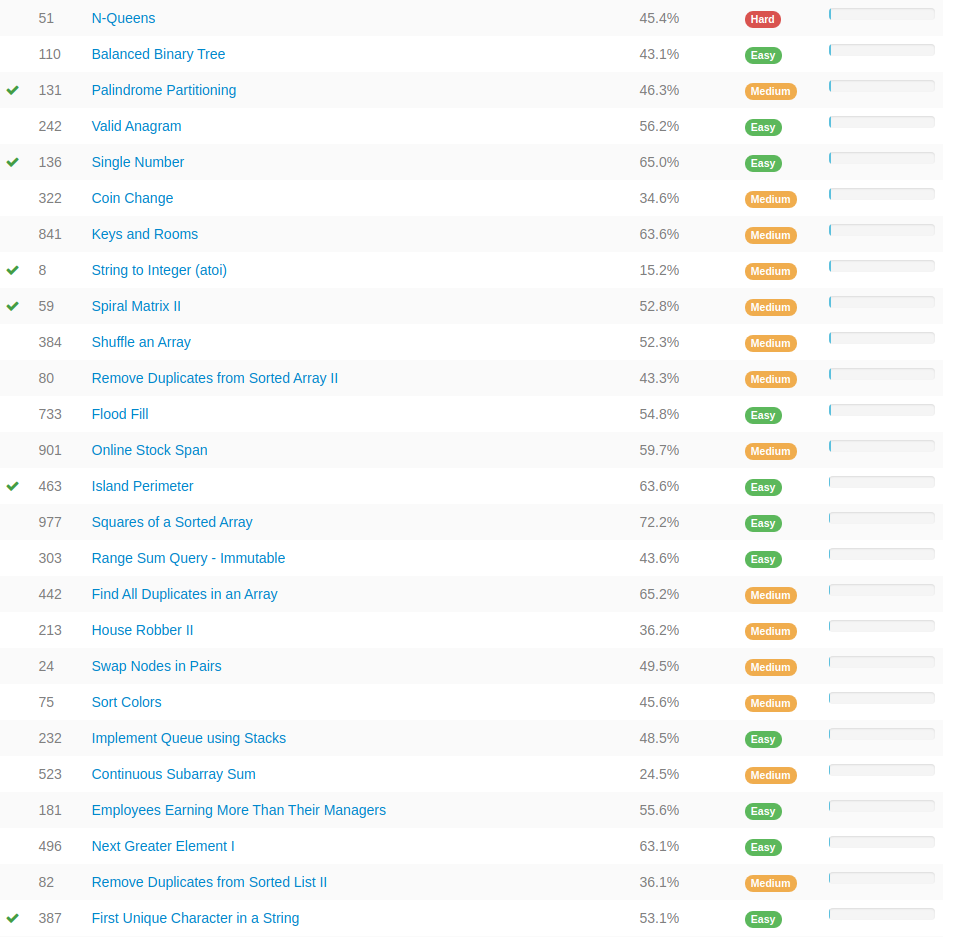 51 N-Queens 45.4% Hard
110 Balanced Binary Tree 43.1% Easy
131 Palindrome Partitioning 46.3% Medium
242 Valid Anagram 56.2% Easy
136 Single Number 65.0% Easy
322 Coin Change 34.6% Medium
841 Keys and Rooms 63.6% Medium
8 String to Integer (atoi) 15.2% Medium
59 Spiral Matrix II 52.8% Medium
384 Shuffle an Array 52.3% Medium
80 Remove Duplicates from Sorted Array II 43.3% Medium
733 Flood Fill 54.8% Easy
901 Online Stock Span 59.7% Medium
463 Island Perimeter 63.6% Easy
977 Squares of a Sorted Array 72.2% Easy
303 Range Sum Query - Immutable 43.6% Easy
442 Find All Duplicates in an Array 65.2% Medium
213 House Robber II 36.2% Medium
24 Swap Nodes in Pairs 49.5% Medium
75 Sort Colors 45.6% Medium
232 Implement Queue using Stacks 48.5% Easy
523 Continuous Subarray Sum 24.5% Medium
181 Employees Earning More Than Their Managers 55.6% Easy
496 Next Greater Element I 63.1% Easy
82 Remove Duplicates from Sorted List II 36.1% Medium
387 First Unique Character in a String 53.1% Easy